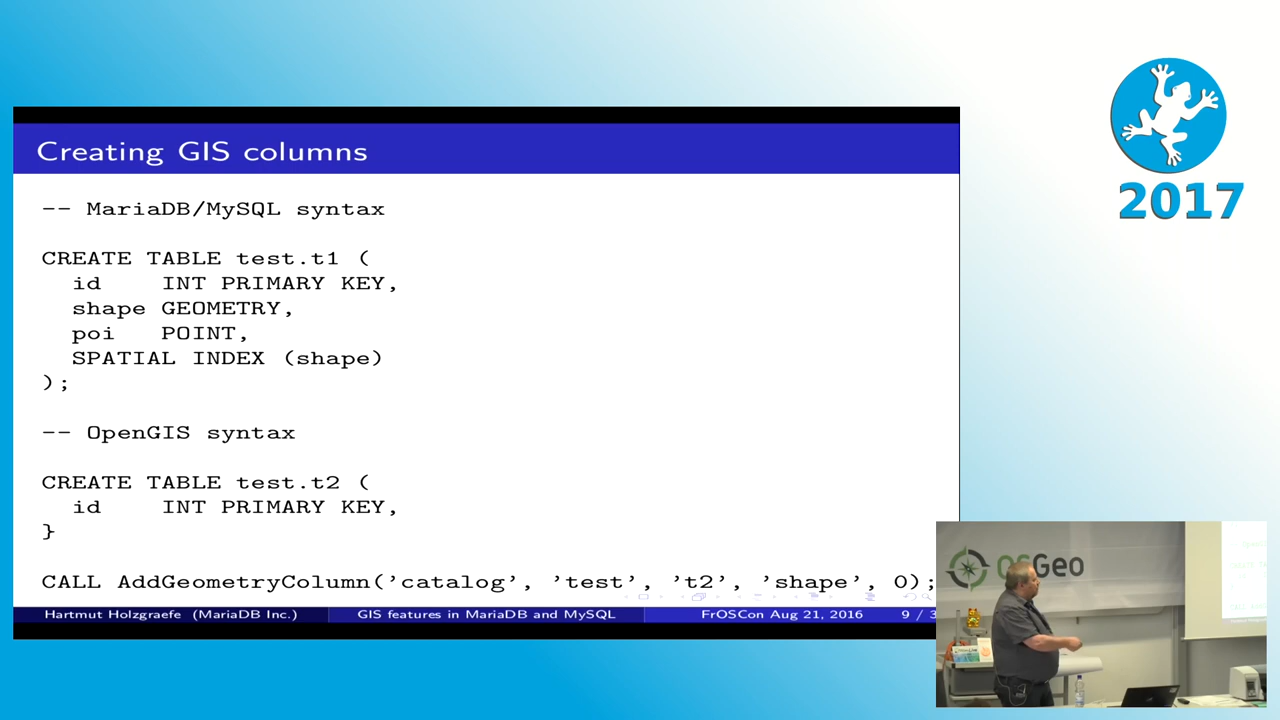 2017
Creating GIS columns
-- MariaDB/MySQL syntax
CREATE TABLE test.t1 (
id INT PRIMARY KEY,
shape GEOMETRY,
poi POINT,
SPATIAL INDEX (shape)
);
-- OpenGIS syntax
CREATE TABLE test.t2 (
id INT PRIMARY KEY,
}
CALL AddGeometryColumn('catalog', 'test', 't2', 'shape', 0);
Hartmut Holzgraefe (MariaDB Inc.) GIS features in MariaDB and MySQL FrOSCon Aug 21, 2016 9 / 3
OSGeo